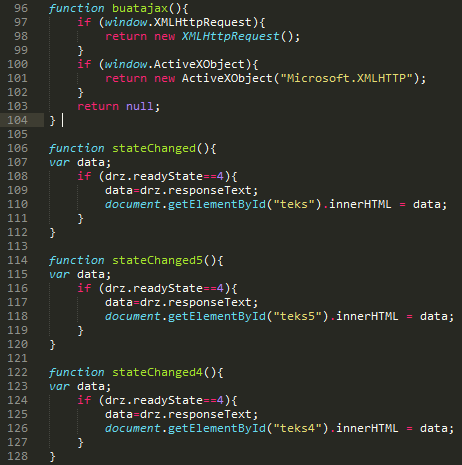 96 function buatajax(){
97 if (window.XMLHttpRequest){
98 return new XMLHttpRequest();
99 }
100 if (window.ActiveXObject){
101 return new ActiveXObject("Microsoft.XMLHTTP");
102 }
103 return null;
104 }
105
106 function stateChanged(){
107 var data;
108 if (drz.readyState==4){
109 data=drz.responseText;
110 document.getElementById("teks").innerHTML = data;
111 }
112 }
113
114 function stateChanged5(){
115 var data;
116 if (drz.readyState==4){
117 data=drz.responseText;
118 document.getElementById("teks5").innerHTML = data;
119 }
120 }
121
122 function stateChanged4(){
123 var data;
124 if (drz.readyState==4){
125 data=drz.responseText;
126 document.getElementById("teks4").innerHTML = data;
127 }
128 }